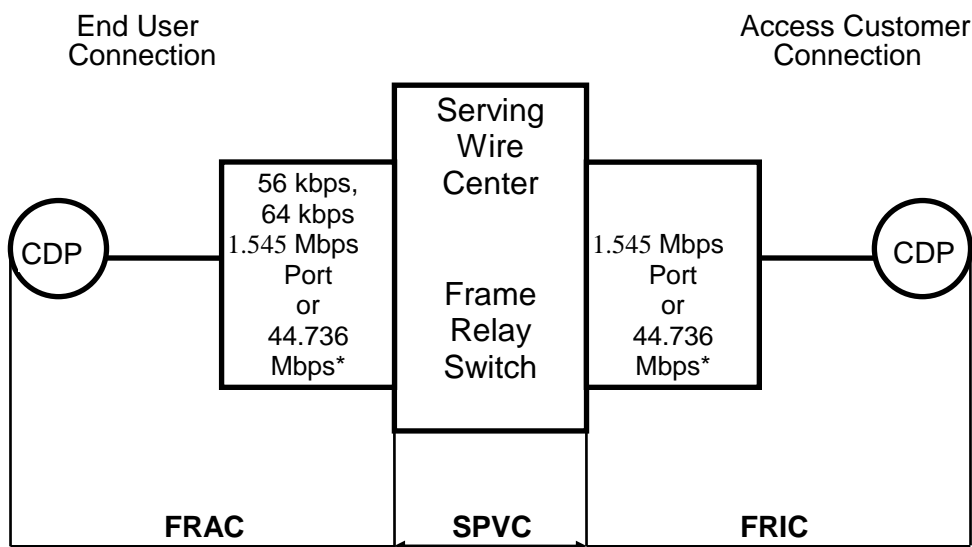 End User
Connection
Access Customer
Connection
Serving
Wire
Center
Frame
Relay
Switch
CDP
56 kbps,
64 kbps
1.545 Mbps
Port
or
44.736
Mbps*
1.545 Mbps
Port
or
44.736
Mbps*
CDP
FRAC
SPVC
FRIC